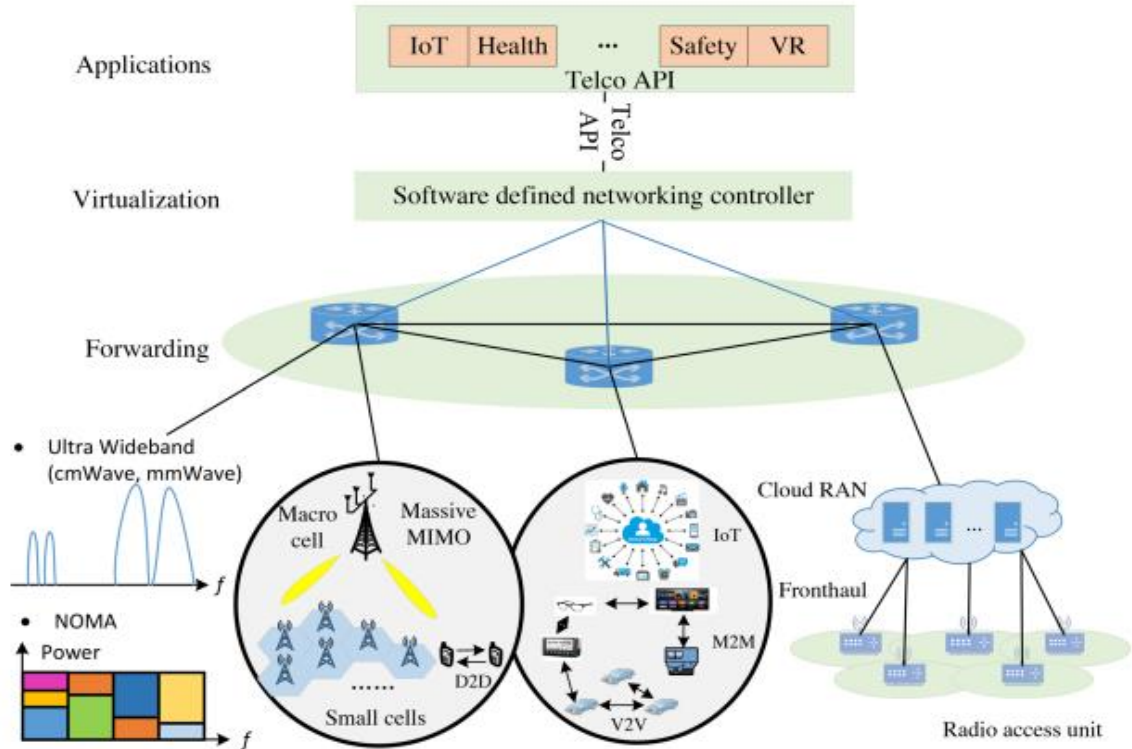 Applications
IoT
Health
...
Safety
VR
Telco API
Telco
API
Virtualization
Software defined networking controller
Forwarding
• Ultra Wideband
(cmWave, mmWave)
f
• NOMA
Power
f
Macro
cell
Massive
MIMO
D2D
......
Small cells
IoT
M2M
V2V
Cloud RAN
...
Fronthaul
Radio access unit